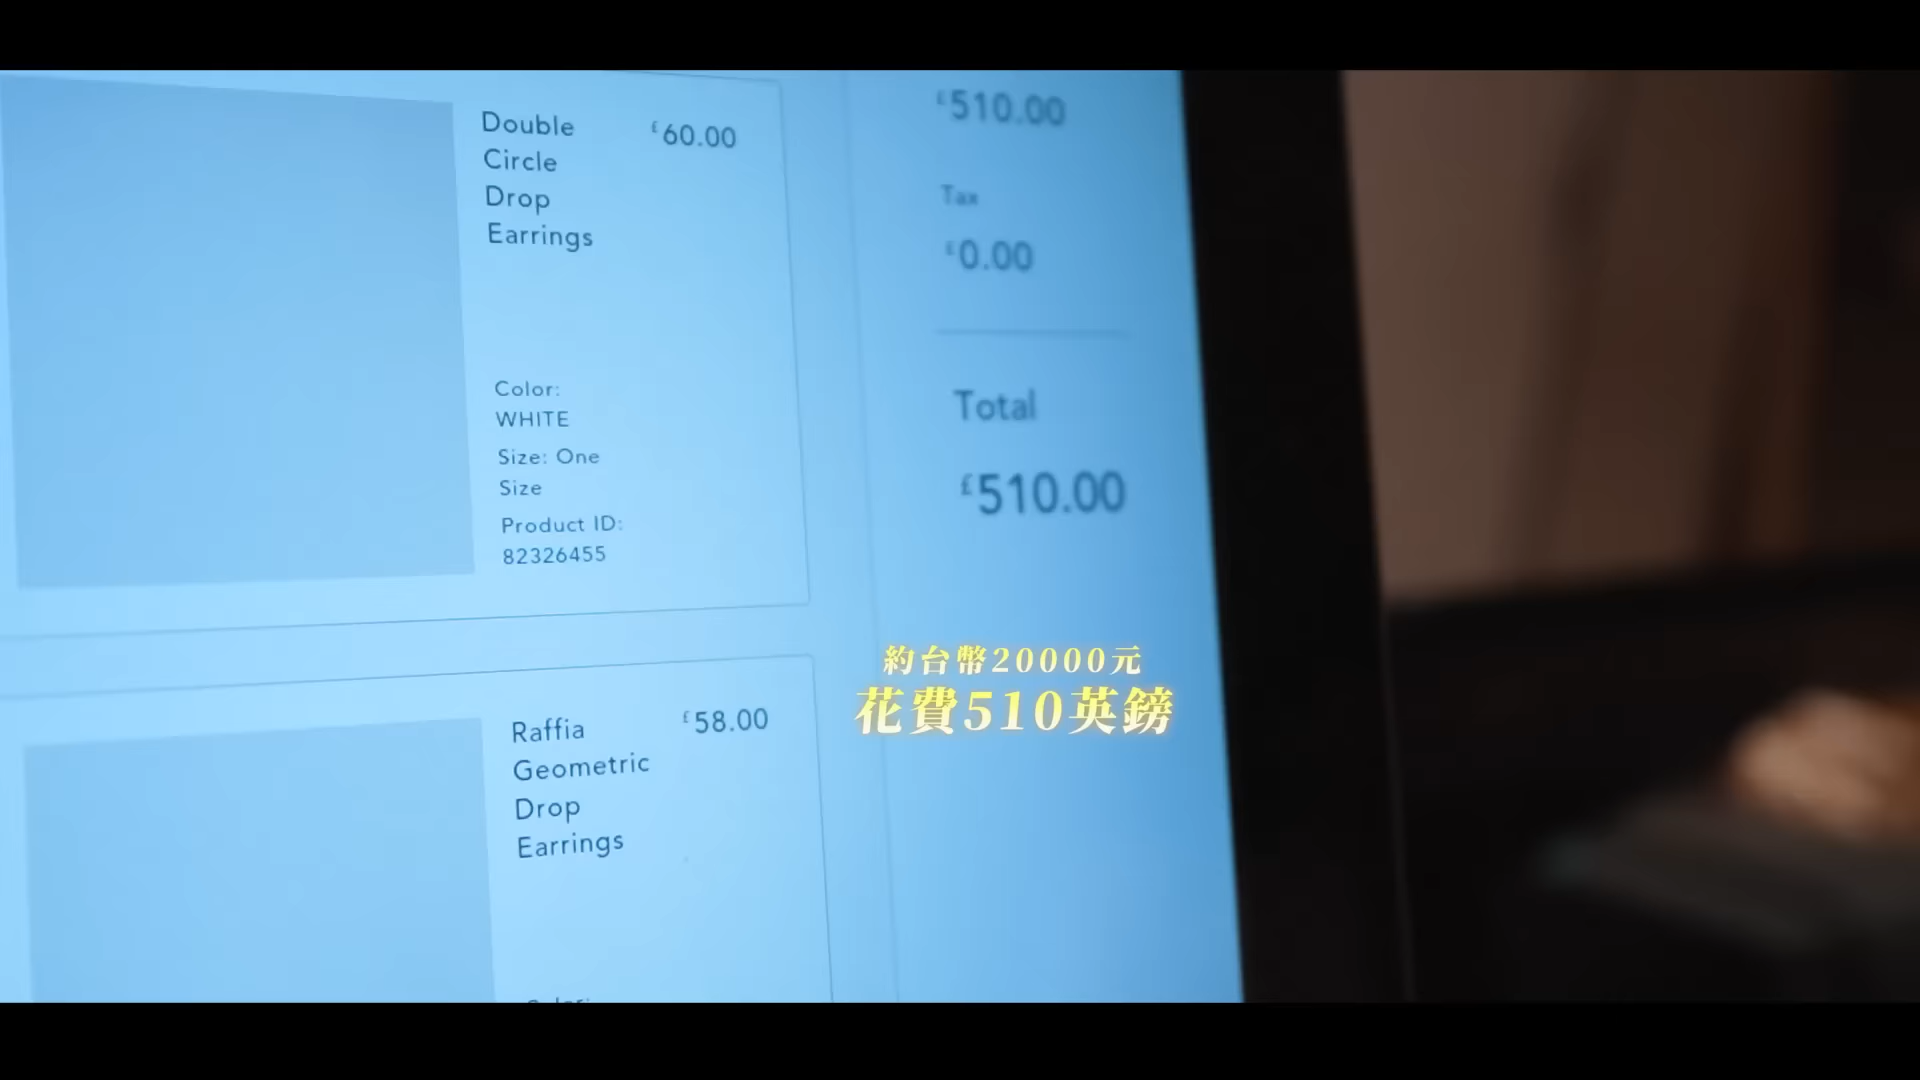 Double
Circle
Drop
Earrings
£60.00
Color:
WHITE
Size: One
Size
Product ID:
82326455
Raffia
Geometric
Drop
Earrings
£58.00
£510.00
Tax
£0.00
Total
£510.00
約台幣20000元
花費510英鎊